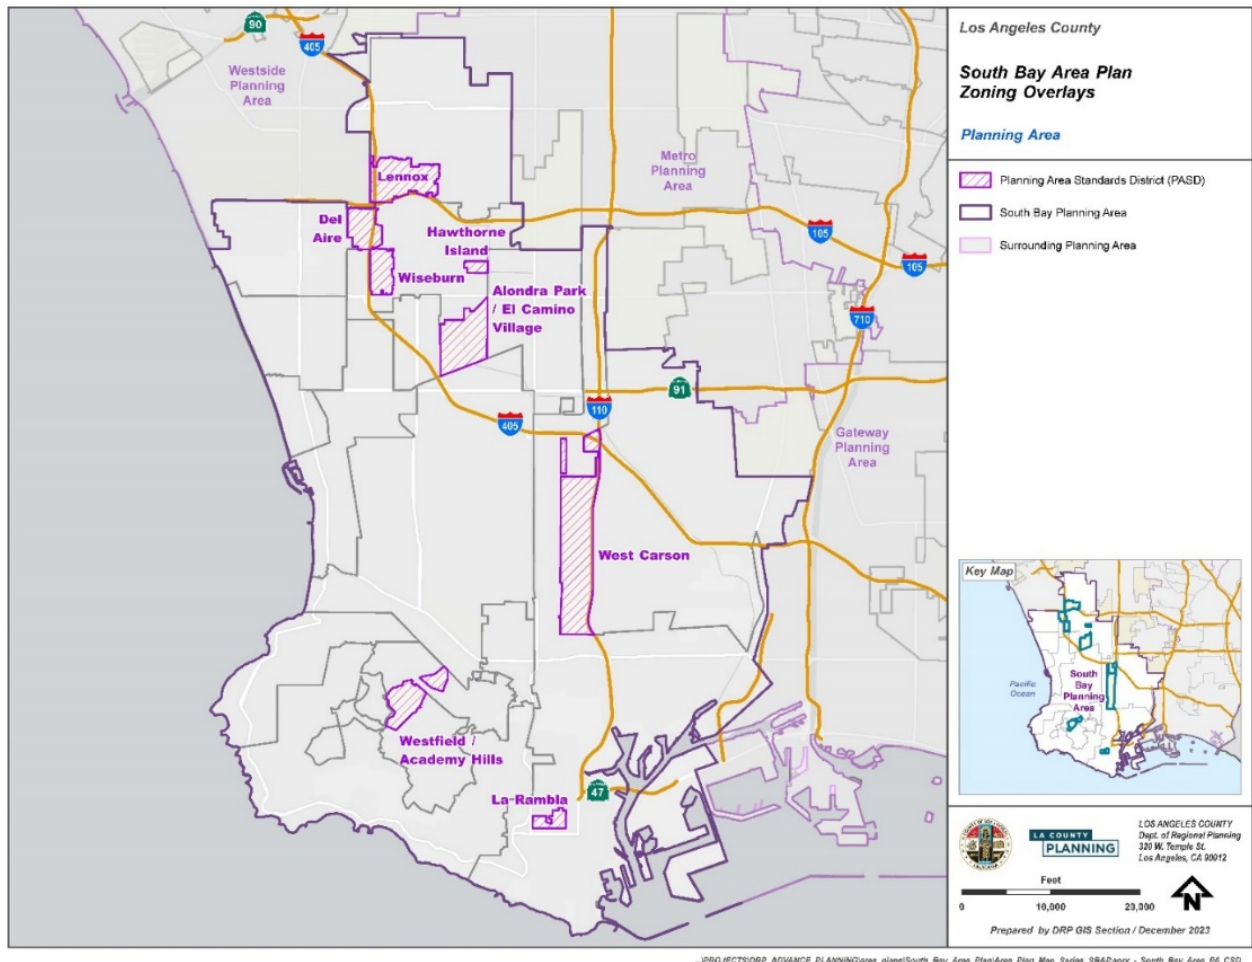 90
405
Westside
Planning
Area
Metro
Planning
Area
Lennox
Del
Aire
Hawthorne
Island
Wiseburn
Alondra Park
/ El Camino
Village
105
105
710
91
110
405
Gateway
Planning
Area
West Carson
Westfield /
Academy Hills
La-Rambla
47
Los Angeles County
South Bay Area Plan
Zoning Overlays
Planning Area
Planning Area Standards District (PASD)
South Bay Planning Area
Surrounding Planning Area
Key Map
Pacific
Ocean
South
Bay
Planning
Area
LA COUNTY
PLANNING
LOS ANGELES COUNTY
Dept. of Regional Planning
320 W. Temple St.
Los Angeles, CA 90012
Feet
0 10,000 20,000
N
Prepared by DRP GIS Section / December 2023